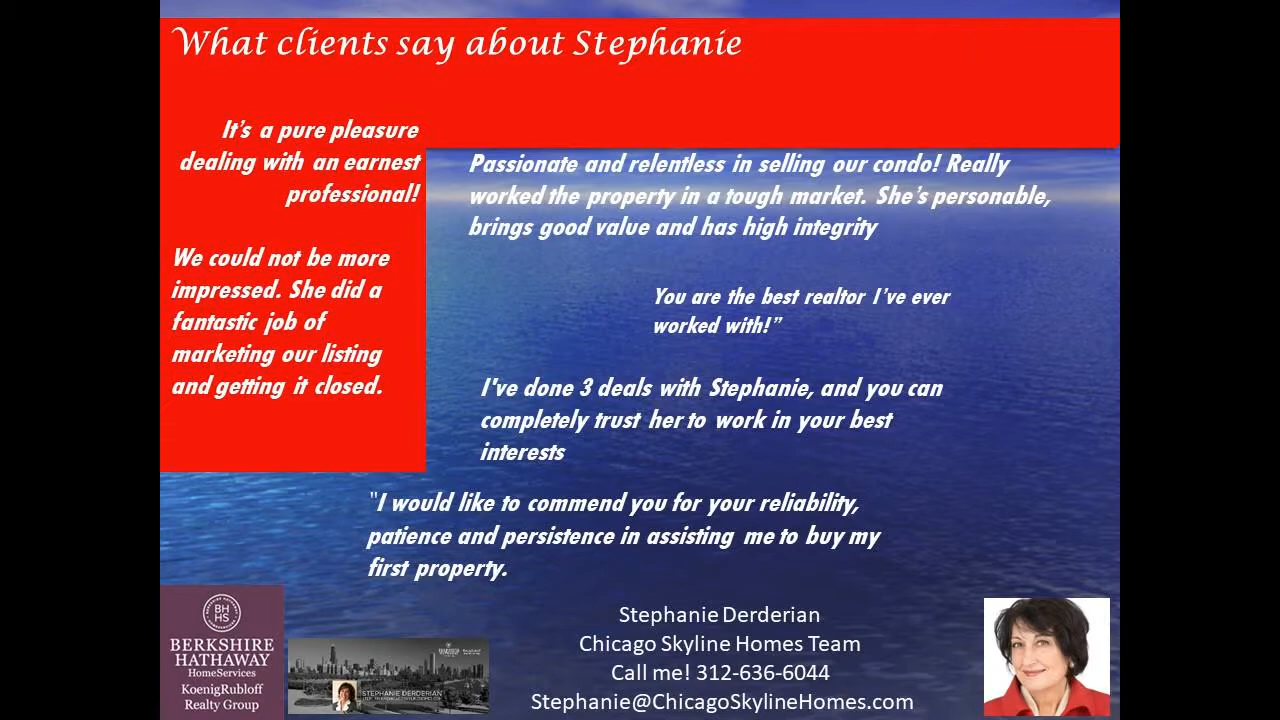 What clients say about Stephanie
It's a pure pleasure
dealing with an earnest
professional!
We could not be more
impressed. She did a
fantastic job of
marketing our listing
and getting it closed.
Passionate and relentless in selling our condo! Really
worked the property in a tough market. She's personable,
brings good value and has high integrity
You are the best realtor I've ever
worked with!”
I've done 3 deals with Stephanie, and you can
completely trust her to work in your best
interests
"I would like to commend you for your reliability,
patience and persistence in assisting me to buy my
first property.
BH
HS
BERKSHIRE
HATHAWAY
HomeServices
KoenigRubloff
Realty Group
STEPHANIE DERDERIAN
Stephanie Derderian
Chicago Skyline Homes Team
Call me! 312-636-6044
Stephanie@ChicagoSkylineHomes.com